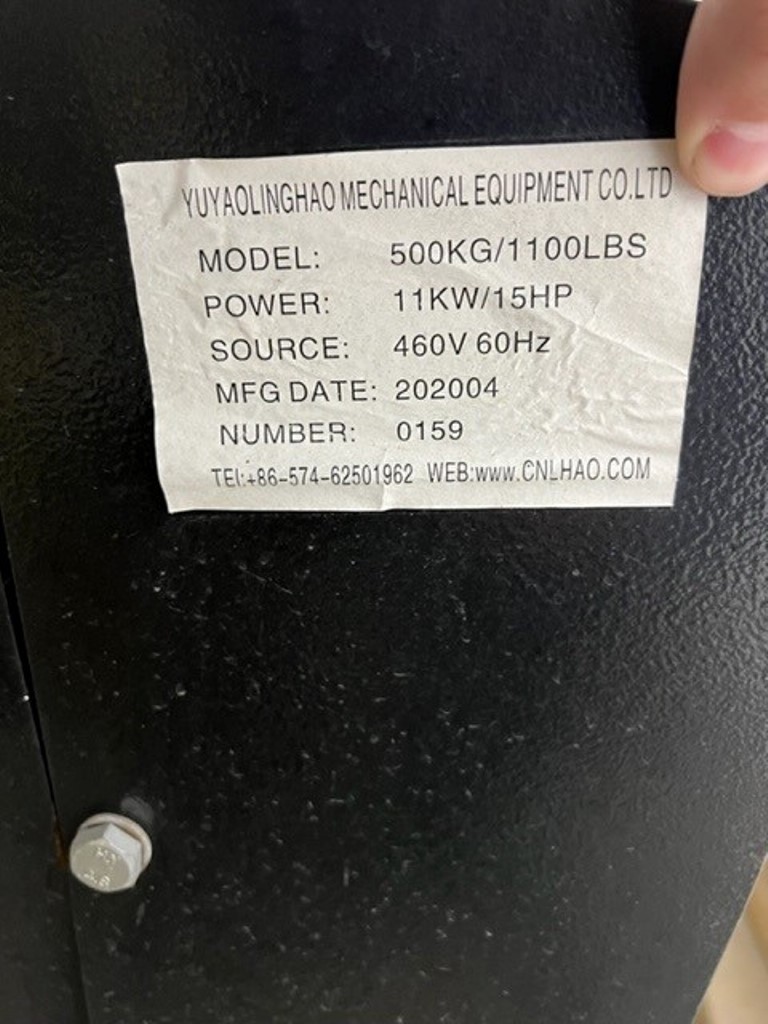 YUYAOLINGHAO MECHANICAL EQUIPMENT CO.LTD
MODEL: 500KG/1100LBS
POWER: 11KW/15HP
SOURCE: 460V 60Hz
MFG DATE: 202004
NUMBER: 0159
TEl:+86-574-62501962 WEB:www.CNLHAO.COM